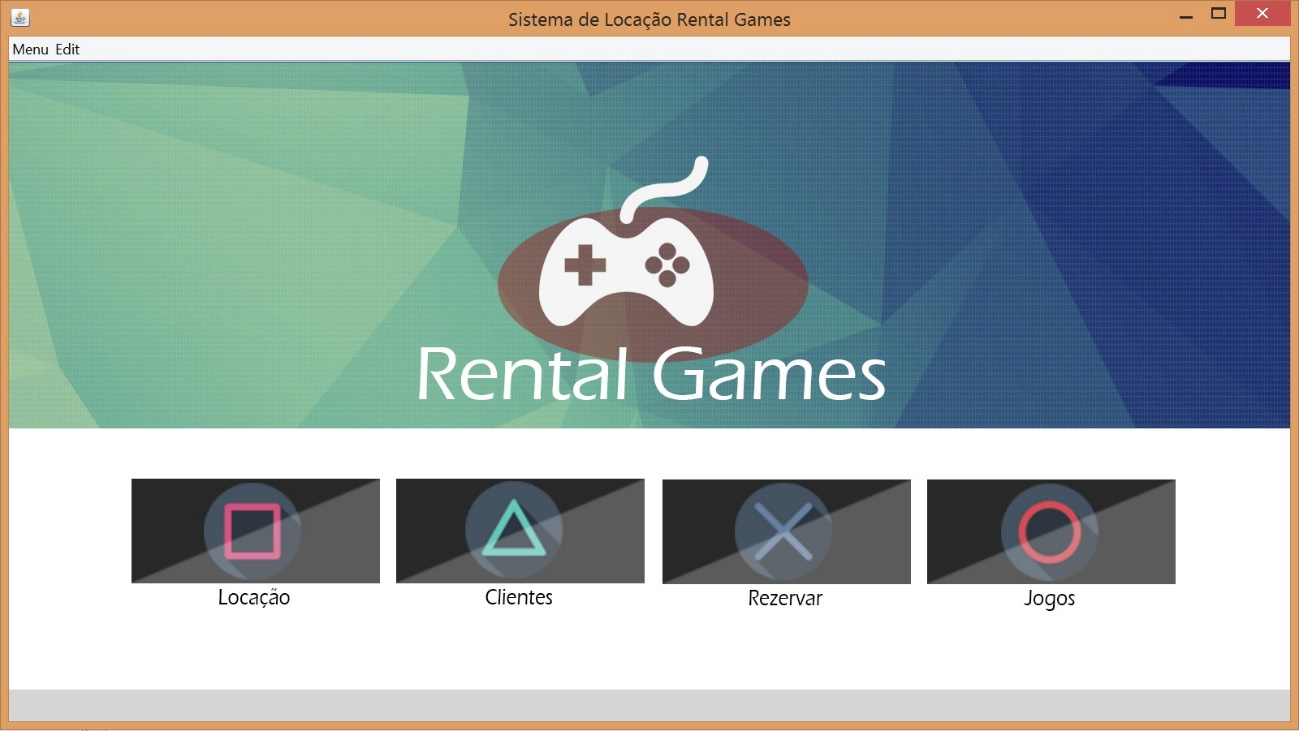 Sistema de Locação Rental Games
Menu Edit
Rental Games
Locação
Clientes
Rezervar
Jogos